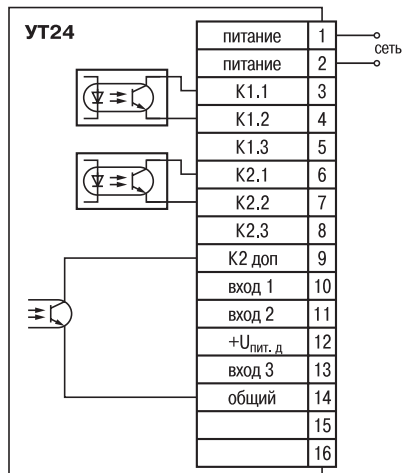 УТ24
питание 1
питание 2
сеть
К1.1 3
К1.2 4
К1.3 5
К2.1 6
К2.2 7
К2.3 8
К2 доп 9
вход 1 10
вход 2 11
+Uпит. д 12
вход 3 13
общий 14
15
16